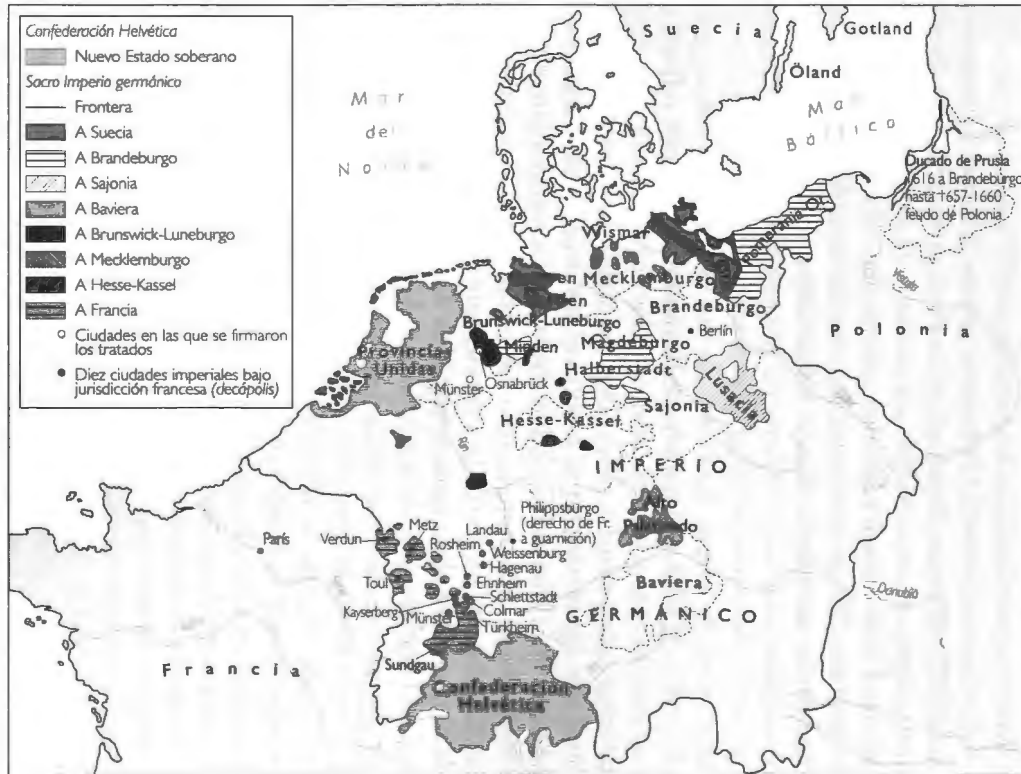 Confederación Helvética
Nuevo Estado soberano
Sacro Imperio germánico
Frontera
A Suecia
A Brandeburgo
A Sajonia
A Baviera
A Brunswick-Luneburgo
A Mecklemburgo
A Hesse-Kassel
A Francia
Ciudades en las que se firmaron
los tratados
Diez ciudades imperiales bajo
jurisdicción francesa (decápolis)
Suecia
Gotland
Öland
Mar
del
Mar
Báltico
Ducado de Prusia
1616 a Brandeburgo
hasta 1657-1660
feudo de Polonia
Pomerania Or.
Wismar
Mecklemburgo
Brandeburgo
Berlín
Polonia
Brunswick-Luneburgo
Minden
Magdeburgo
Halberstadt
Provincias
Unidas
Münster
Osnabrück
Lusacia
Sajonia
Hesse-Kassel
IMPERIO
Alto
Palatinado
Philippsburgo
(derecho de Fr.
a guarnición)
París
Verdun
Metz
Landau
Rosheim
Weissenburg
Hagenau
Toul
Ehnheim
Schlettstadt
Kayserberg
Colmar
Münster
Türkheim
Baviera
GERMÁNICO
Danubio
Francia
Sundgau
Confederación
Helvética